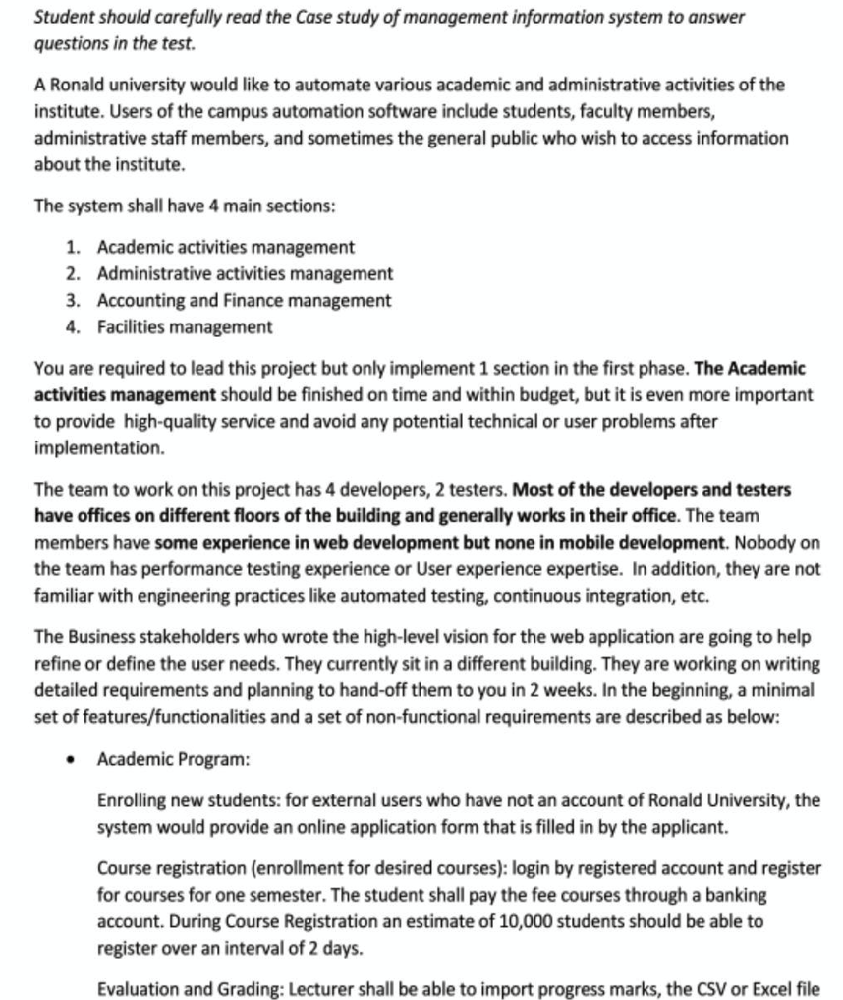 Student should carefully read the Case study of management information system to answer
questions in the test.
A Ronald university would like to automate various academic and administrative activities of the
institute. Users of the campus automation software include students, faculty members,
administrative staff members, and sometimes the general public who wish to access information
about the institute.
The system shall have 4 main sections:
1. Academic activities management
2. Administrative activities management
3. Accounting and Finance management
4. Facilities management
You are required to lead this project but only implement 1 section in the first phase. The Academic
activities management should be finished on time and within budget, but it is even more important
to provide high-quality service and avoid any potential technical or user problems after
implementation.
The team to work on this project has 4 developers, 2 testers. Most of the developers and testers
have offices on different floors of the building and generally works in their office. The team
members have some experience in web development but none in mobile development. Nobody on
the team has performance testing experience or User experience expertise. In addition, they are not
familiar with engineering practices like automated testing, continuous integration, etc.
The Business stakeholders who wrote the high-level vision for the web application are going to help
refine or define the user needs. They currently sit in a different building. They are working on writing
detailed requirements and planning to hand-off them to you in 2 weeks. In the beginning, a minimal
set of features/functionalities and a set of non-functional requirements are described as below:
• Academic Program:
Enrolling new students: for external users who have not an account of Ronald University, the
system would provide an online application form that is filled in by the applicant.
Course registration (enrollment for desired courses): login by registered account and register
for courses for one semester. The student shall pay the fee courses through a banking
account. During Course Registration an estimate of 10,000 students should be able to
register over an interval of 2 days.
Evaluation and Grading: Lecturer shall be able to import progress marks, the CSV or Excel file